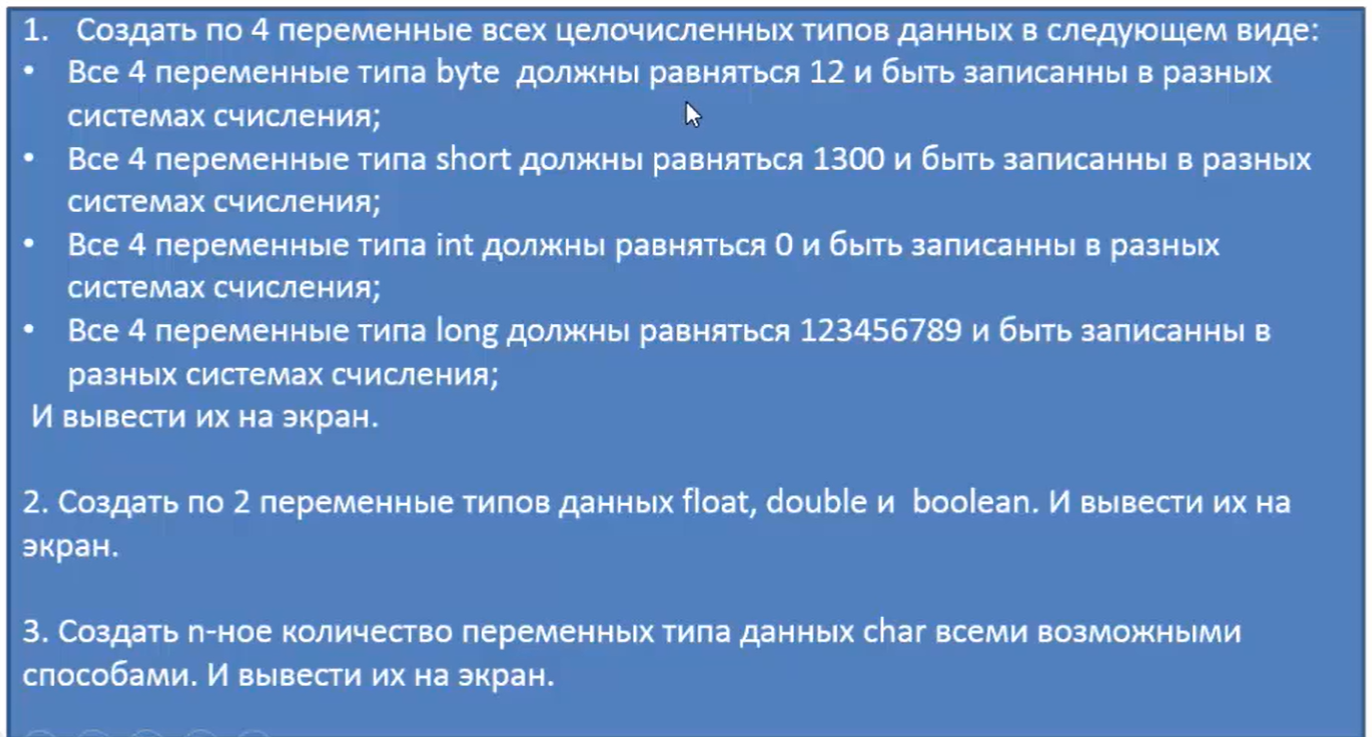 1. Создать по 4 переменные всех целочисленных типов данных в следующем виде:
• Все 4 переменные типа byte должны равняться 12 и быть записанны в разных
системах счисления;
• Все 4 переменные типа short должны равняться 1300 и быть записанны в разных
системах счисления;
• Все 4 переменные типа int должны равняться 0 и быть записанны в разных
системах счисления;
• Все 4 переменные типа long должны равняться 123456789 и быть записанны в
разных системах счисления;
И вывести их на экран.
2. Создать по 2 переменные типов данных float, double и boolean. И вывести их на
экран.
3. Создать n-ное количество переменных типа данных char всеми возможными
способами. И вывести их на экран.